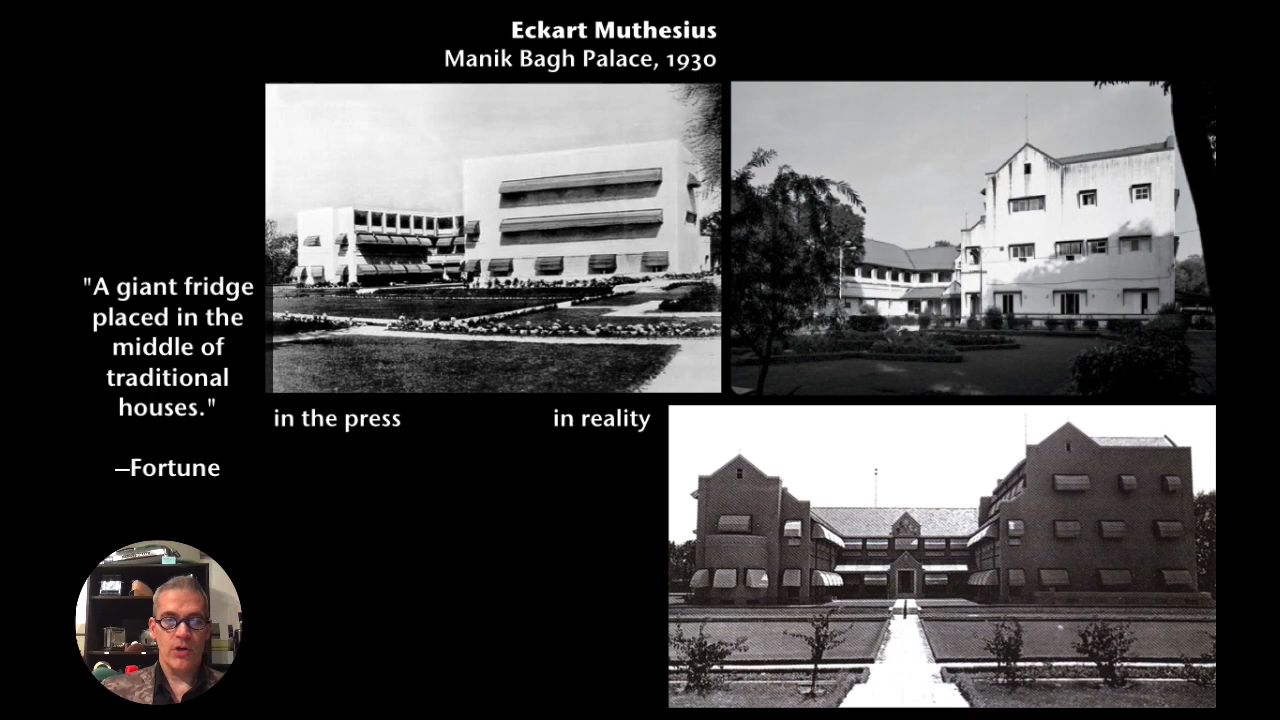 Eckart Muthesius
Manik Bagh Palace, 1930
"A giant fridge
placed in the
middle of
traditional
houses."
–Fortune
in the press
in reality